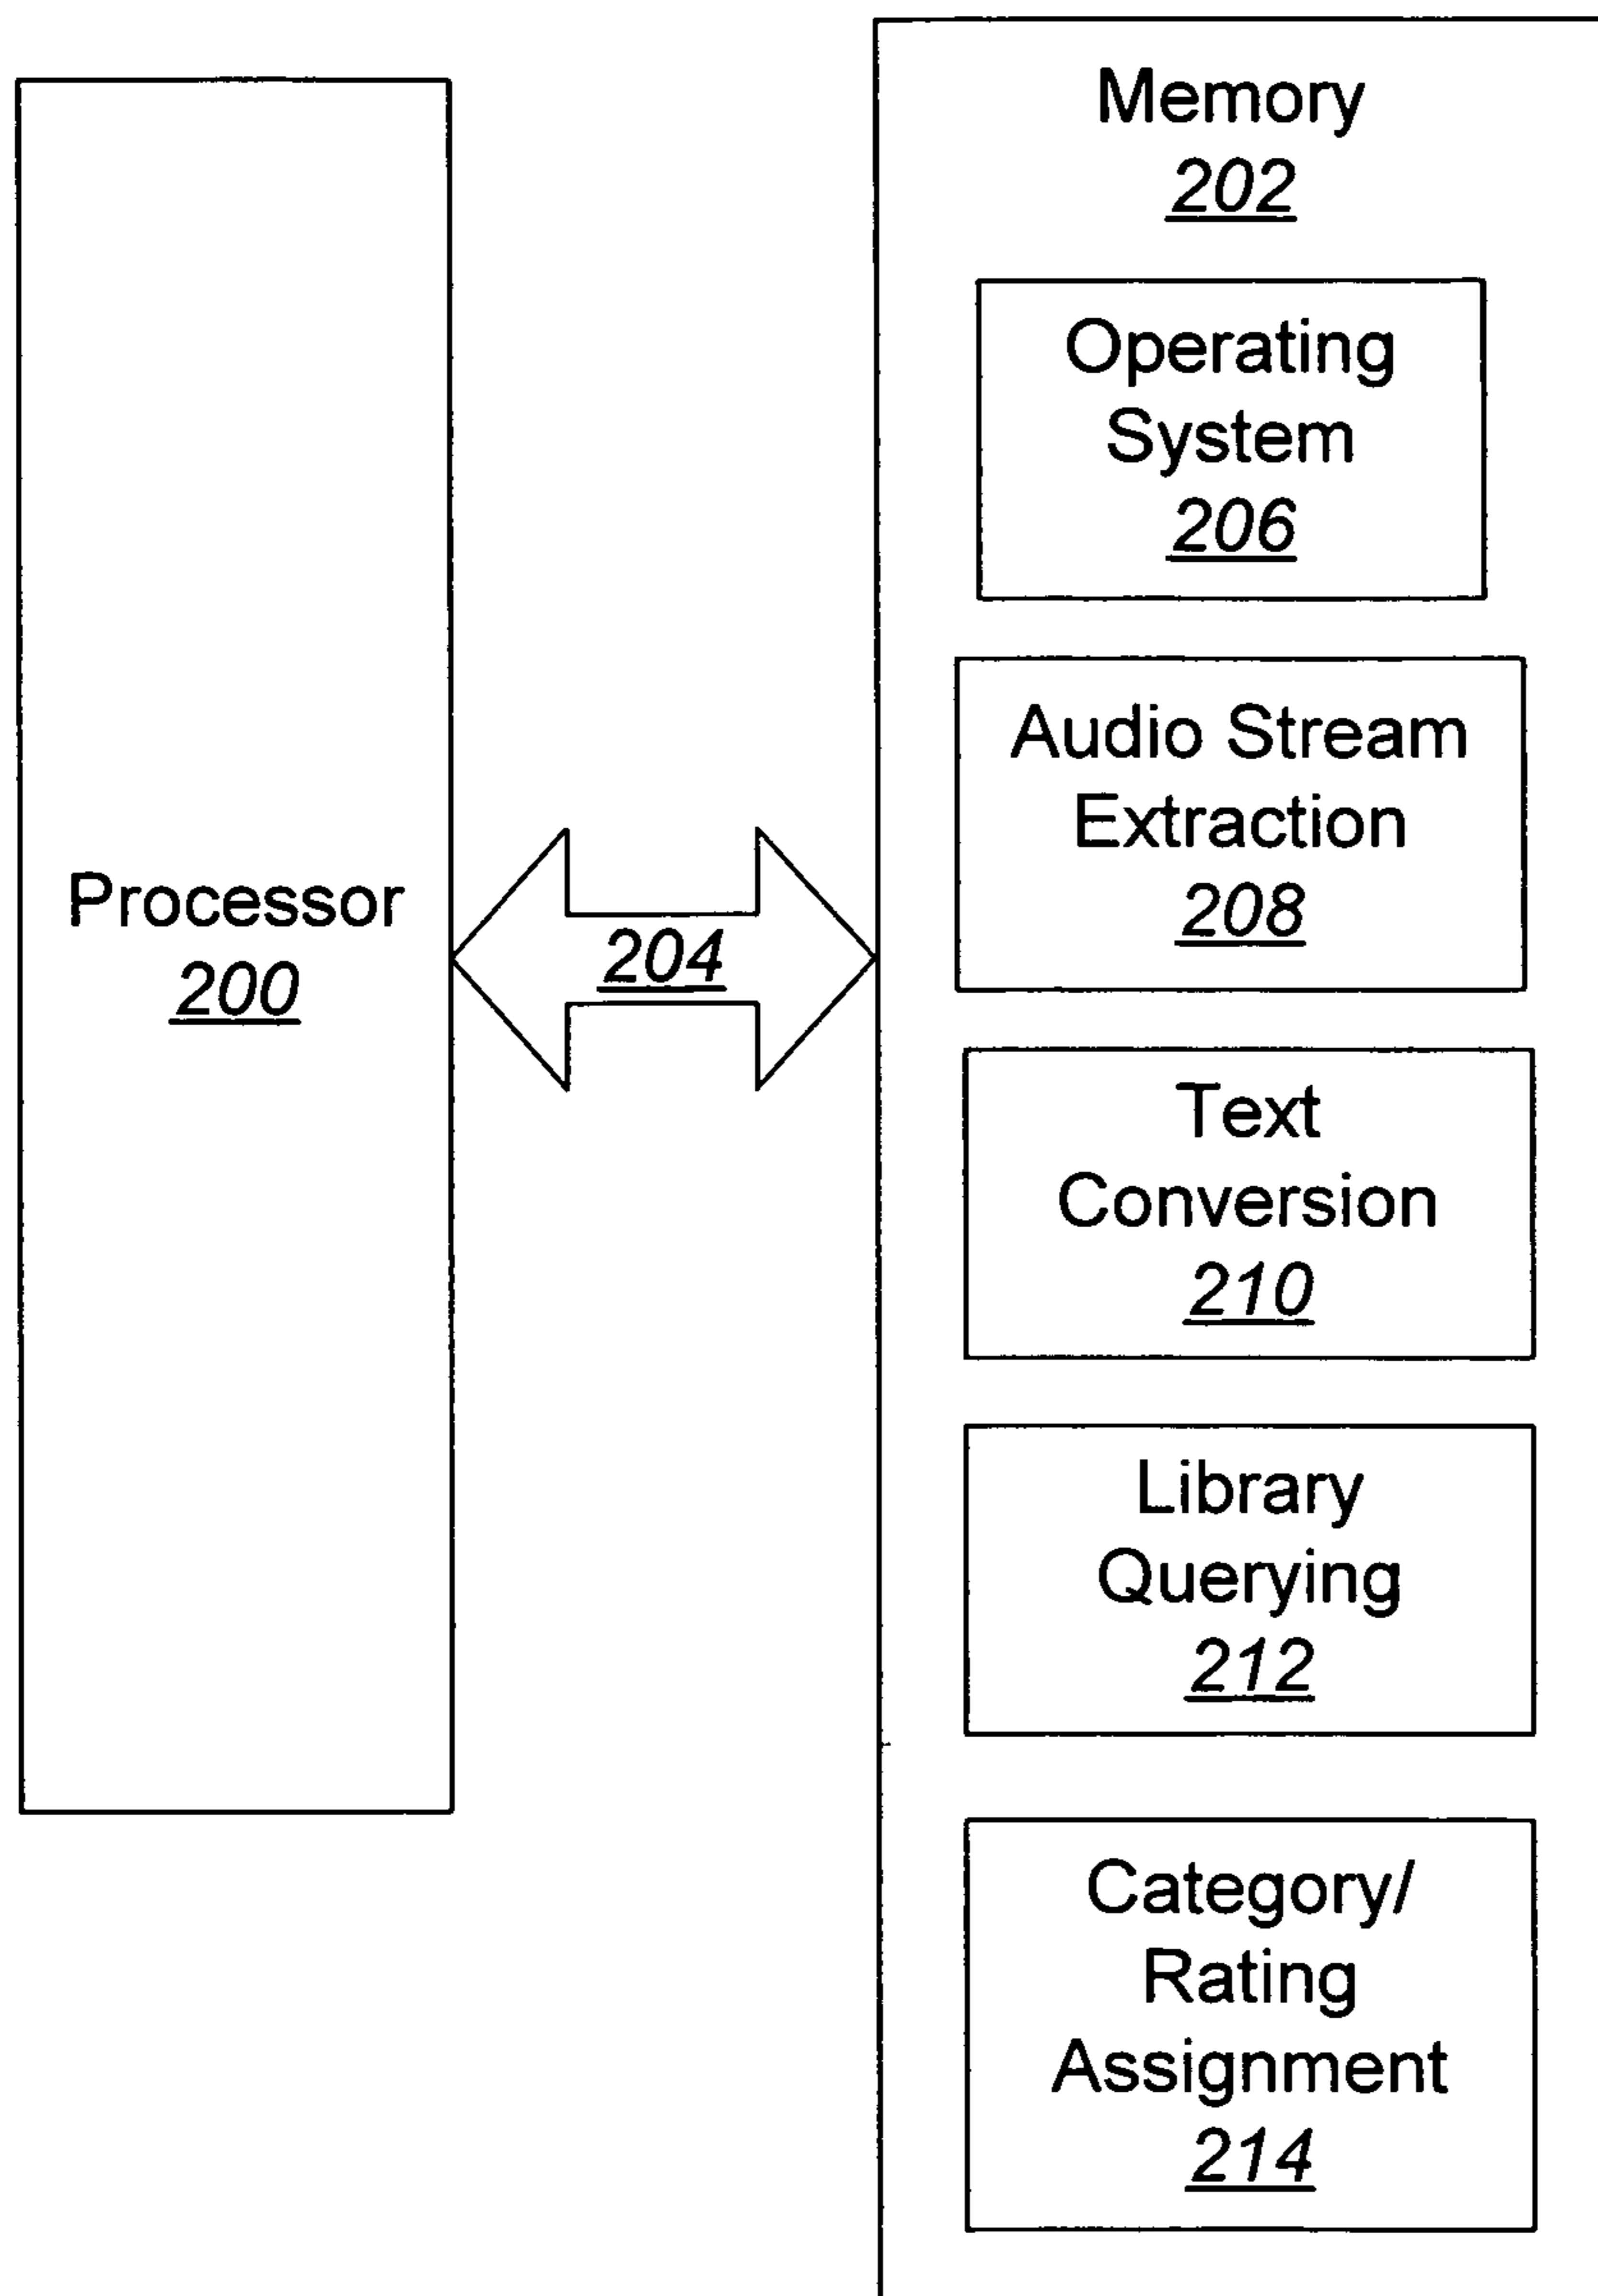 Memory
202
Operating
System
206
Audio Stream
Extraction
208
Processor
200
204
Text
Conversion
210
Library
Querying
212
Category/
Rating
Assignment
214